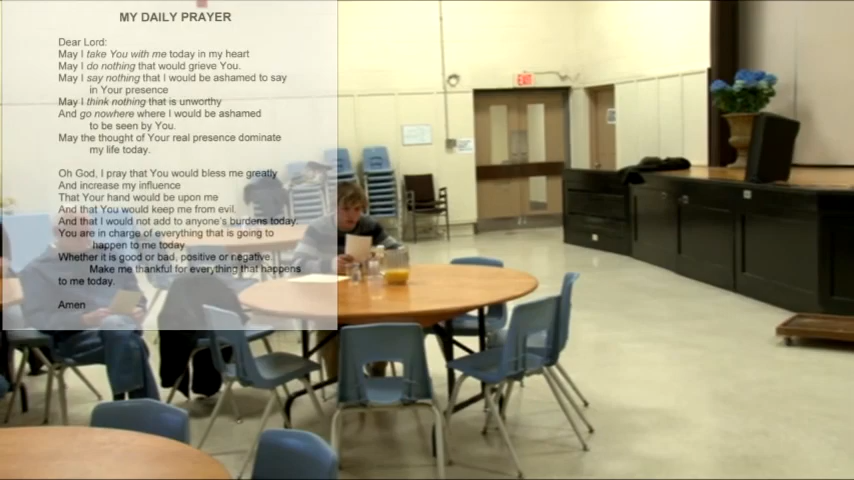 MY DAILY PRAYER
Dear Lord:
May I take You with me today in my heart
May I do nothing that would grieve You.
May I say nothing that I would be ashamed to say
in Your presence
May I think nothing that is unworthy
And go nowhere where I would be ashamed
to be seen by You.
May the thought of Your real presence dominate
my life today.
Oh God, I pray that You would bless me greatly
And increase my influence
That Your hand would be upon me
And that You would keep me from evil.
And that I would not add to anyone's burdens today.
You are in charge of everything that is going to
happen to me today
Whether it is good or bad, positive or negative
Make me thankful for everything that happens
to me today.
Amen
EXIT